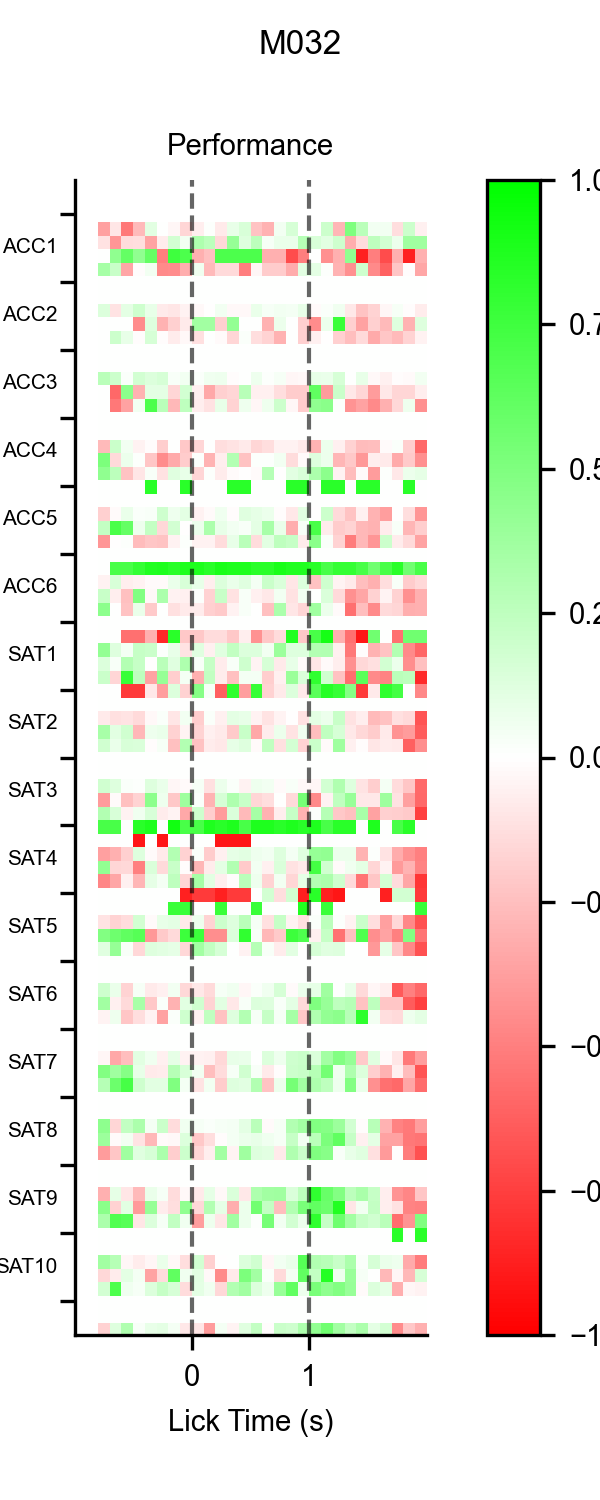 M032
Performance
ACC1
ACC2
ACC3
ACC4
ACC5
ACC6
SAT1
SAT2
SAT3
SAT4
SAT5
SAT6
SAT7
SAT8
SAT9
SAT10
0
1
Lick Time (s)
1.0
0.7
0.5
0.2
0.0
−0
−0
−0
−0
−1